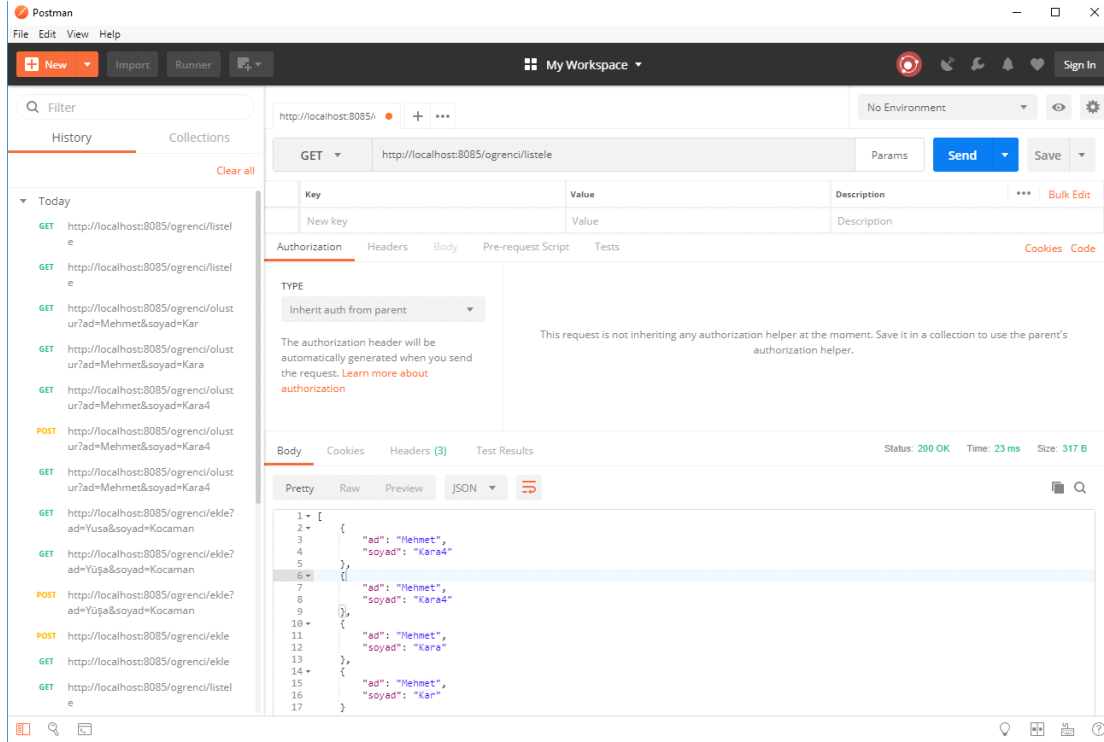 Postman
File Edit View Help
New Import Runner My Workspace Sign In
Filter
History Collections
Clear all
Today
GET http://localhost:8085/ogrenci/listel
e
GET http://localhost:8085/ogrenci/listel
e
GET http://localhost:8085/ogrenci/olust
ur?ad=Mehmet&soyad=Kar
GET http://localhost:8085/ogrenci/olust
ur?ad=Mehmet&soyad=Kara
GET http://localhost:8085/ogrenci/olust
ur?ad=Mehmet&soyad=Kara4
POST http://localhost:8085/ogrenci/olust
ur?ad=Mehmet&soyad=Kara4
GET http://localhost:8085/ogrenci/olust
ur?ad=Mehmet&soyad=Kara4
GET http://localhost:8085/ogrenci/ekle?
ad=Yusa&soyad=Kocaman
GET http://localhost:8085/ogrenci/ekle?
ad=Yüşa&soyad=Kocaman
POST http://localhost:8085/ogrenci/ekle?
ad=Yüşa&soyad=Kocaman
POST http://localhost:8085/ogrenci/ekle
GET http://localhost:8085/ogrenci/ekle
GET http://localhost:8085/ogrenci/listel
e
http://localhost:8085/
No Environment
GET http://localhost:8085/ogrenci/listele Params Send Save
Key Value Description Bulk Edit
New key Value Description
Authorization Headers Body Pre-request Script Tests Cookies Code
TYPE
Inherit auth from parent
The authorization header will be
automatically generated when you send
the request. Learn more about
authorization
This request is not inheriting any authorization helper at the moment. Save it in a collection to use the parent's
authorization helper.
Body Cookies Headers (3) Test Results Status: 200 OK Time: 23 ms Size: 317 B
Pretty Raw Preview JSON
1 [
2 {
3 "ad": "Mehmet",
4 "soyad": "Kara4"
5 },
6 {
7 "ad": "Mehmet",
8 "soyad": "Kara4"
9 },
10 {
11 "ad": "Mehmet",
12 "soyad": "Kara"
13 },
14 {
15 "ad": "Mehmet",
16 "soyad": "Kar"
17 }